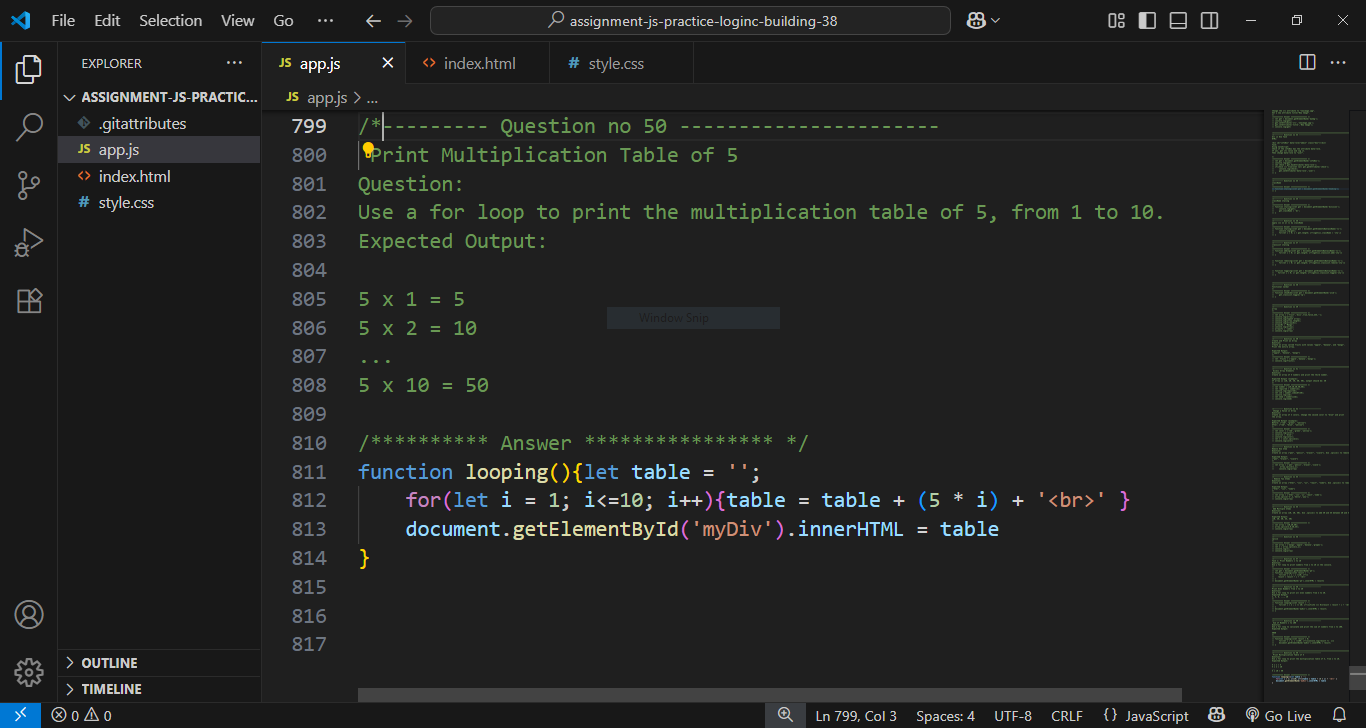 File Edit Selection View Go ··· assignment-js-practice-loginc-building-38
EXPLORER ···
ASSIGNMENT-JS-PRACTIC...
.gitattributes
JS app.js
<> index.html
# style.css
OUTLINE
TIMELINE
JS app.js <> index.html # style.css ···
JS app.js > ...
799 /*--------- Question no 50 ----------------------
800 Print Multiplication Table of 5
801 Question:
802 Use a for loop to print the multiplication table of 5, from 1 to 10.
803 Expected Output:
804
805 5 x 1 = 5
806 5 x 2 = 10
807 ...
808 5 x 10 = 50
809
810 /********** Answer **************** */
811 function looping(){let table = '';
812 for(let i = 1; i<=10; i++){table = table + (5 * i) + '<br>' }
813 document.getElementById('myDiv').innerHTML = table
814 }
815
816
817
Window Snip
0 0 Ln 799, Col 3 Spaces: 4 UTF-8 CRLF {} JavaScript Go Live